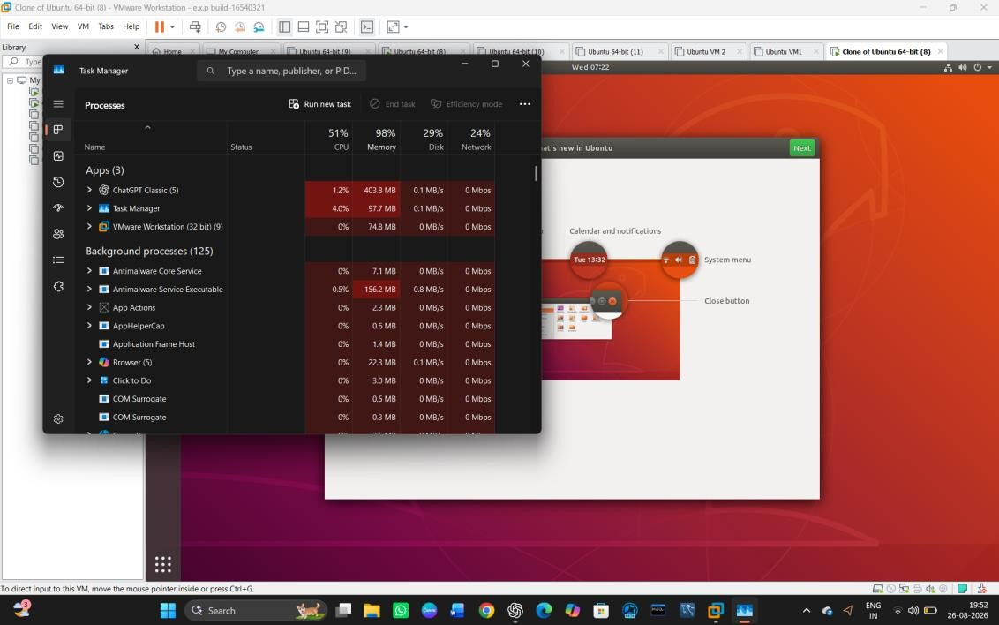 Clone of Ubuntu 64-bit (8) - VMware Workstation - e.x.p build-16540321
File Edit View VM Tabs Help
Library
Type
My
Home
My Computer
Ubuntu 64-bit (9)
Ubuntu 64-bit (8)
Ubuntu 64-bit (10)
Ubuntu 64-bit (11)
Ubuntu VM 2
Ubuntu VM1
Clone of Ubuntu 64-bit (8)
Wed 07:22
Task Manager
Type a name, publisher, or PID...
Processes
Run new task
End task
Efficiency mode
51% 98% 29% 24%
Name Status CPU Memory Disk Network
Apps (3)
ChatGPT Classic (5) 1.2% 403.8 MB 0.1 MB/s 0 Mbps
Task Manager 4.0% 97.7 MB 0.1 MB/s 0 Mbps
VMware Workstation (32 bit) (9) 0% 74.8 MB 0 MB/s 0 Mbps
Background processes (125)
Antimalware Core Service 0% 7.1 MB 0 MB/s 0 Mbps
Antimalware Service Executable 0.5% 156.2 MB 0.8 MB/s 0 Mbps
App Actions 0% 2.3 MB 0 MB/s 0 Mbps
AppHelperCap 0% 0.6 MB 0 MB/s 0 Mbps
Application Frame Host 0% 1.4 MB 0 MB/s 0 Mbps
Browser (5) 0% 22.3 MB 0.1 MB/s 0 Mbps
Click to Do 0% 3.0 MB 0 MB/s 0 Mbps
COM Surrogate 0% 0.5 MB 0 MB/s 0 Mbps
COM Surrogate 0% 0.3 MB 0 MB/s 0 Mbps
new in Ubuntu
Next
Calendar and notifications
Tue 13:32
System menu
Close button
To direct input to this VM, move the mouse pointer inside or press Ctrl+G.
3
Search
ENG
IN
19:52
26-08-2026